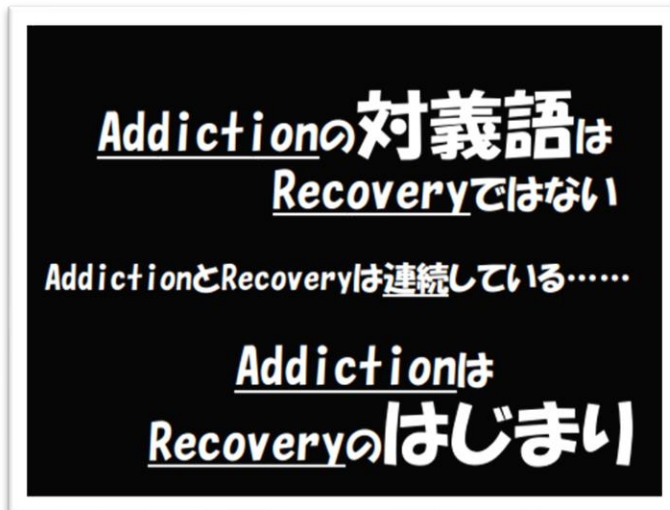 Addictionの対義語は
Recoveryではない
AddictionとRecoveryは連続している……
Addictionは
Recoveryのはじまり